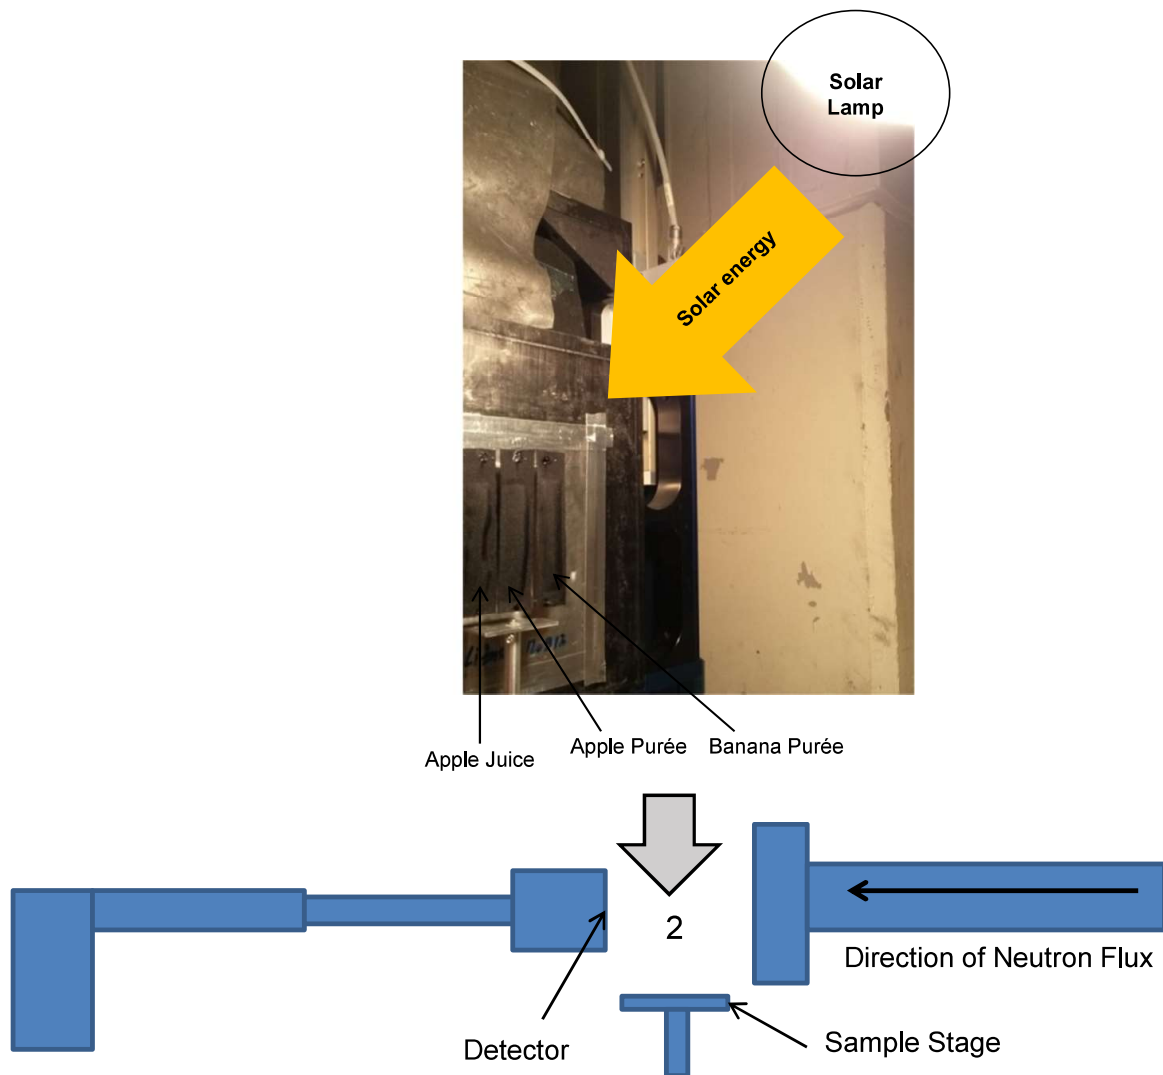 Solar
Lamp
Solar energy
Apple Juice
Apple Purée
Banana Purée
2
Direction of Neutron Flux
Detector
Sample Stage